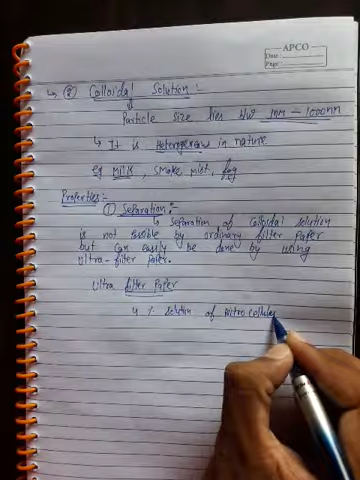 APCO
Date :
Page :
↳ ② Colloidal Solution :
Particle size lies b/w 1nm – 1000nm
↳ It is Heterogeneous in nature
eg Milk, smoke mist, fog
Properties :-
① Separation :-
↳ Separation of Colloidal solution
is not possible by ordinary filter Paper
but can easily be done by using
Ultra - filter Paper.
Ultra filter Paper
4 % solution of Nitro Cellulos